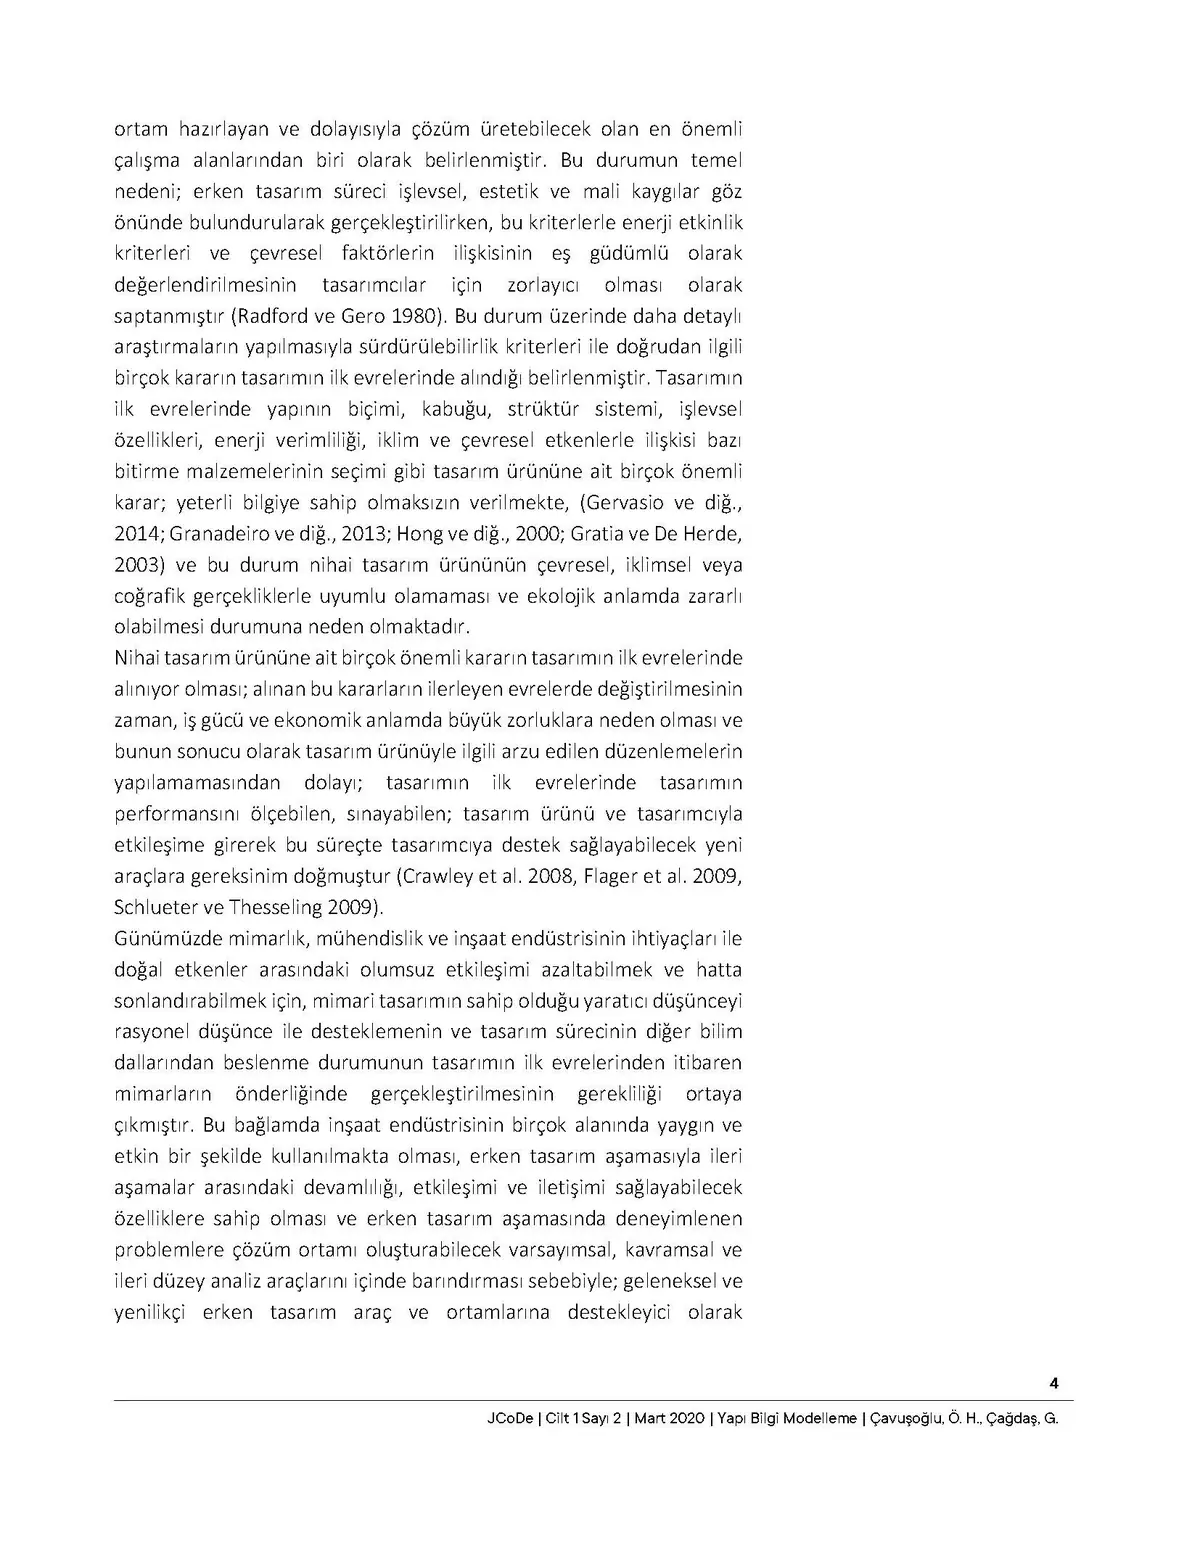 ortam hazırlayan ve dolayısıyla çözüm üretebilecek olan en önemli
çalışma alanlarından biri olarak belirlenmiştir. Bu durumun temel
nedeni; erken tasarım süreci işlevsel, estetik ve mali kaygılar göz
önünde bulundurularak gerçekleştirilirken, bu kriterlerle enerji etkinlik
kriterleri ve çevresel faktörlerin ilişkisinin eş güdümlü olarak
değerlendirilmesinin tasarımcılar için zorlayıcı olması olarak
saptanmıştır (Radford ve Gero 1980). Bu durum üzerinde daha detaylı
araştırmaların yapılmasıyla sürdürülebilirlik kriterleri ile doğrudan ilgili
birçok kararın tasarımın ilk evrelerinde alındığı belirlenmiştir. Tasarımın
ilk evrelerinde yapının biçimi, kabuğu, strüktür sistemi, işlevsel
özellikleri, enerji verimliliği, iklim ve çevresel etkenlerle ilişkisi bazı
bitirme malzemelerinin seçimi gibi tasarım ürününe ait birçok önemli
karar; yeterli bilgiye sahip olmaksızın verilmekte, (Gervasio ve diğ.,
2014; Granadeiro ve diğ., 2013; Hong ve diğ., 2000; Gratia ve De Herde,
2003) ve bu durum nihai tasarım ürününün çevresel, iklimsel veya
coğrafik gerçekliklerle uyumlu olamaması ve ekolojik anlamda zararlı
olabilmesi durumuna neden olmaktadır.
Nihai tasarım ürününe ait birçok önemli kararın tasarımın ilk evrelerinde
alınıyor olması; alınan bu kararların ilerleyen evrelerde değiştirilmesinin
zaman, iş gücü ve ekonomik anlamda büyük zorluklara neden olması ve
bunun sonucu olarak tasarım ürünüyle ilgili arzu edilen düzenlemelerin
yapılamamasından dolayı; tasarımın ilk evrelerinde tasarımın
performansını ölçebilen, sınayabilen; tasarım ürünü ve tasarımcıyla
etkileşime girerek bu süreçte tasarımcıya destek sağlayabilecek yeni
araçlara gereksinim doğmuştur (Crawley et al. 2008, Flager et al. 2009,
Schlueter ve Thesseling 2009).
Günümüzde mimarlık, mühendislik ve inşaat endüstrisinin ihtiyaçları ile
doğal etkenler arasındaki olumsuz etkileşimi azaltabilmek ve hatta
sonlandırabilmek için, mimari tasarımın sahip olduğu yaratıcı düşünceyi
rasyonel düşünce ile desteklemenin ve tasarım sürecinin diğer bilim
dallarından beslenme durumunun tasarımın ilk evrelerinden itibaren
mimarların önderliğinde gerçekleştirilmesinin gerekliliği ortaya
çıkmıştır. Bu bağlamda inşaat endüstrisinin birçok alanında yaygın ve
etkin bir şekilde kullanılmakta olması, erken tasarım aşamasıyla ileri
aşamalar arasındaki devamlılığı, etkileşimi ve iletişimi sağlayabilecek
özelliklere sahip olması ve erken tasarım aşamasında deneyimlenen
problemlere çözüm ortamı oluşturabilecek varsayımsal, kavramsal ve
ileri düzey analiz araçlarını içinde barındırması sebebiyle; geleneksel ve
yenilikçi erken tasarım araç ve ortamlarına destekleyici olarak
4
JCoDe | Cilt 1 Sayı 2 | Mart 2020 | Yapı Bilgi Modelleme | Çavuşoğlu, Ö. H., Çağdaş, G.